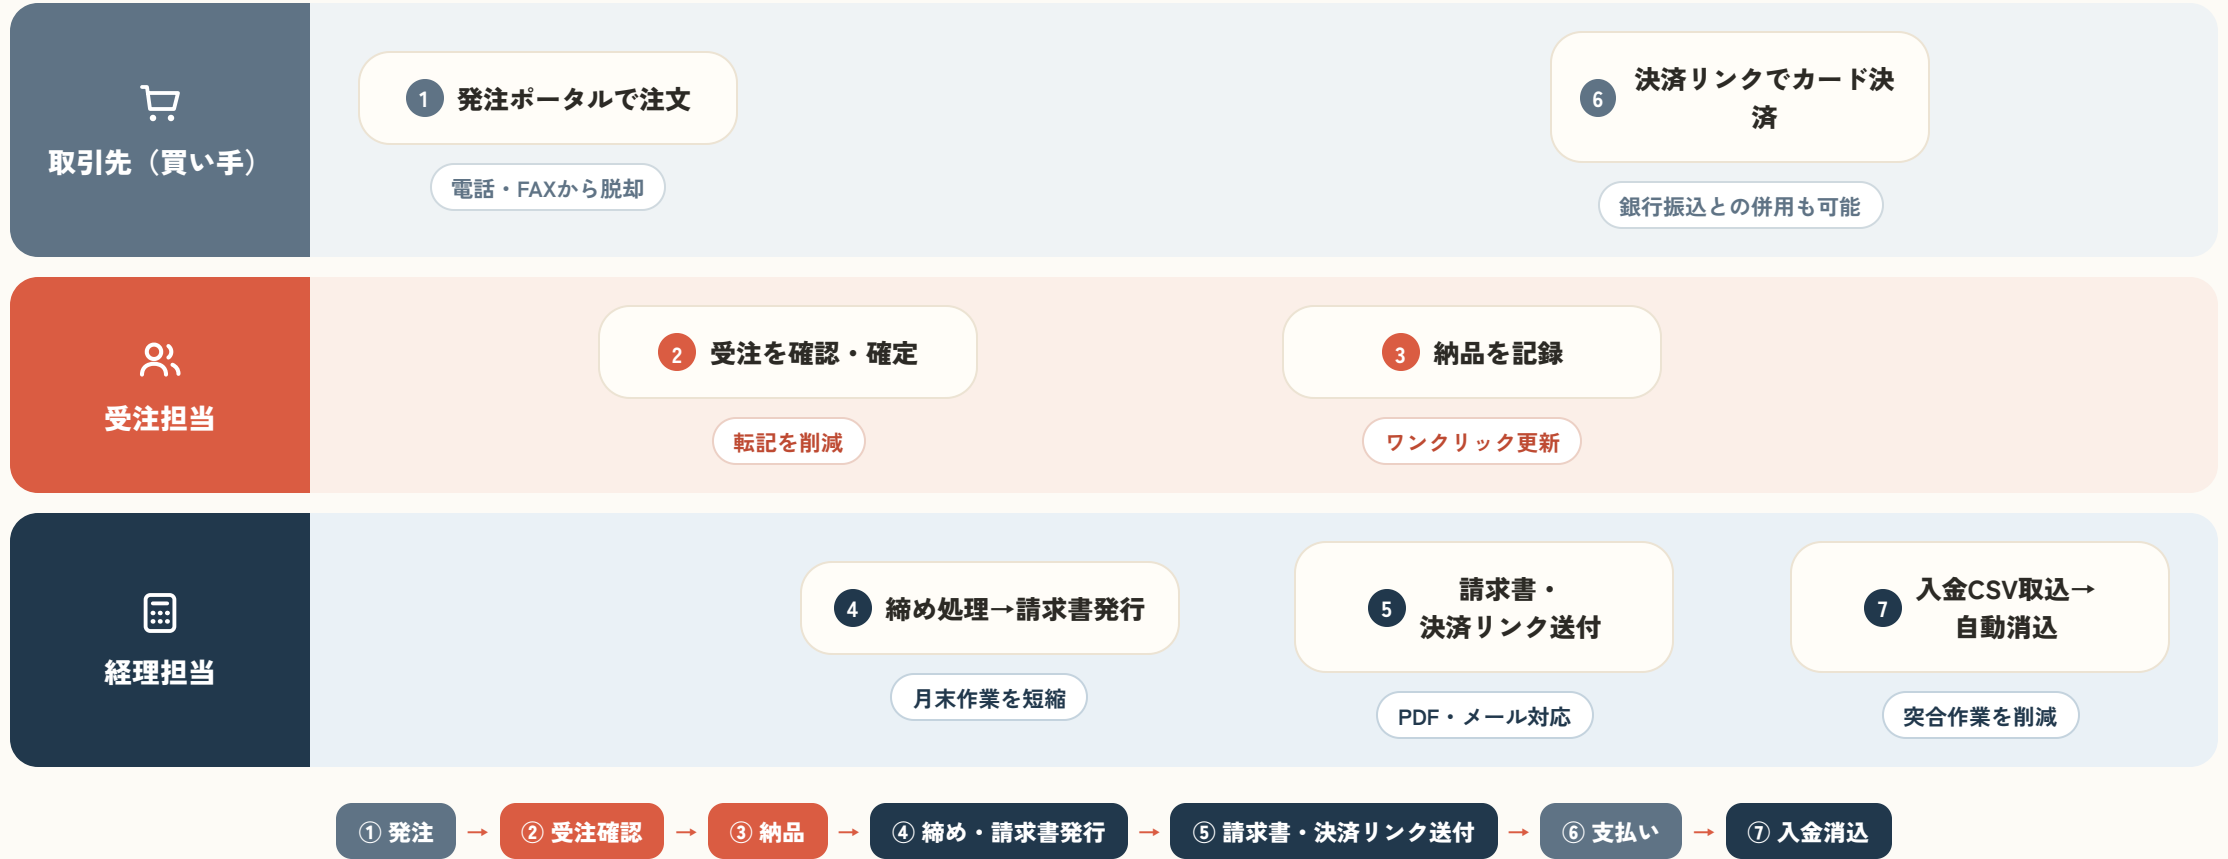 取引先（買い手）
1 発注ポータルで注文
電話・FAXから脱却
6 決済リンクでカード決
済
銀行振込との併用も可能
受注担当
2 受注を確認・確定
転記を削減
3 納品を記録
ワンクリック更新
経理担当
4 締め処理→請求書発行
月末作業を短縮
5 請求書・
決済リンク送付
PDF・メール対応
7 入金CSV取込→
自動消込
突合作業を削減
① 発注 → ② 受注確認 → ③ 納品 → ④ 締め・請求書発行 → ⑤ 請求書・決済リンク送付 → ⑥ 支払い → ⑦ 入金消込